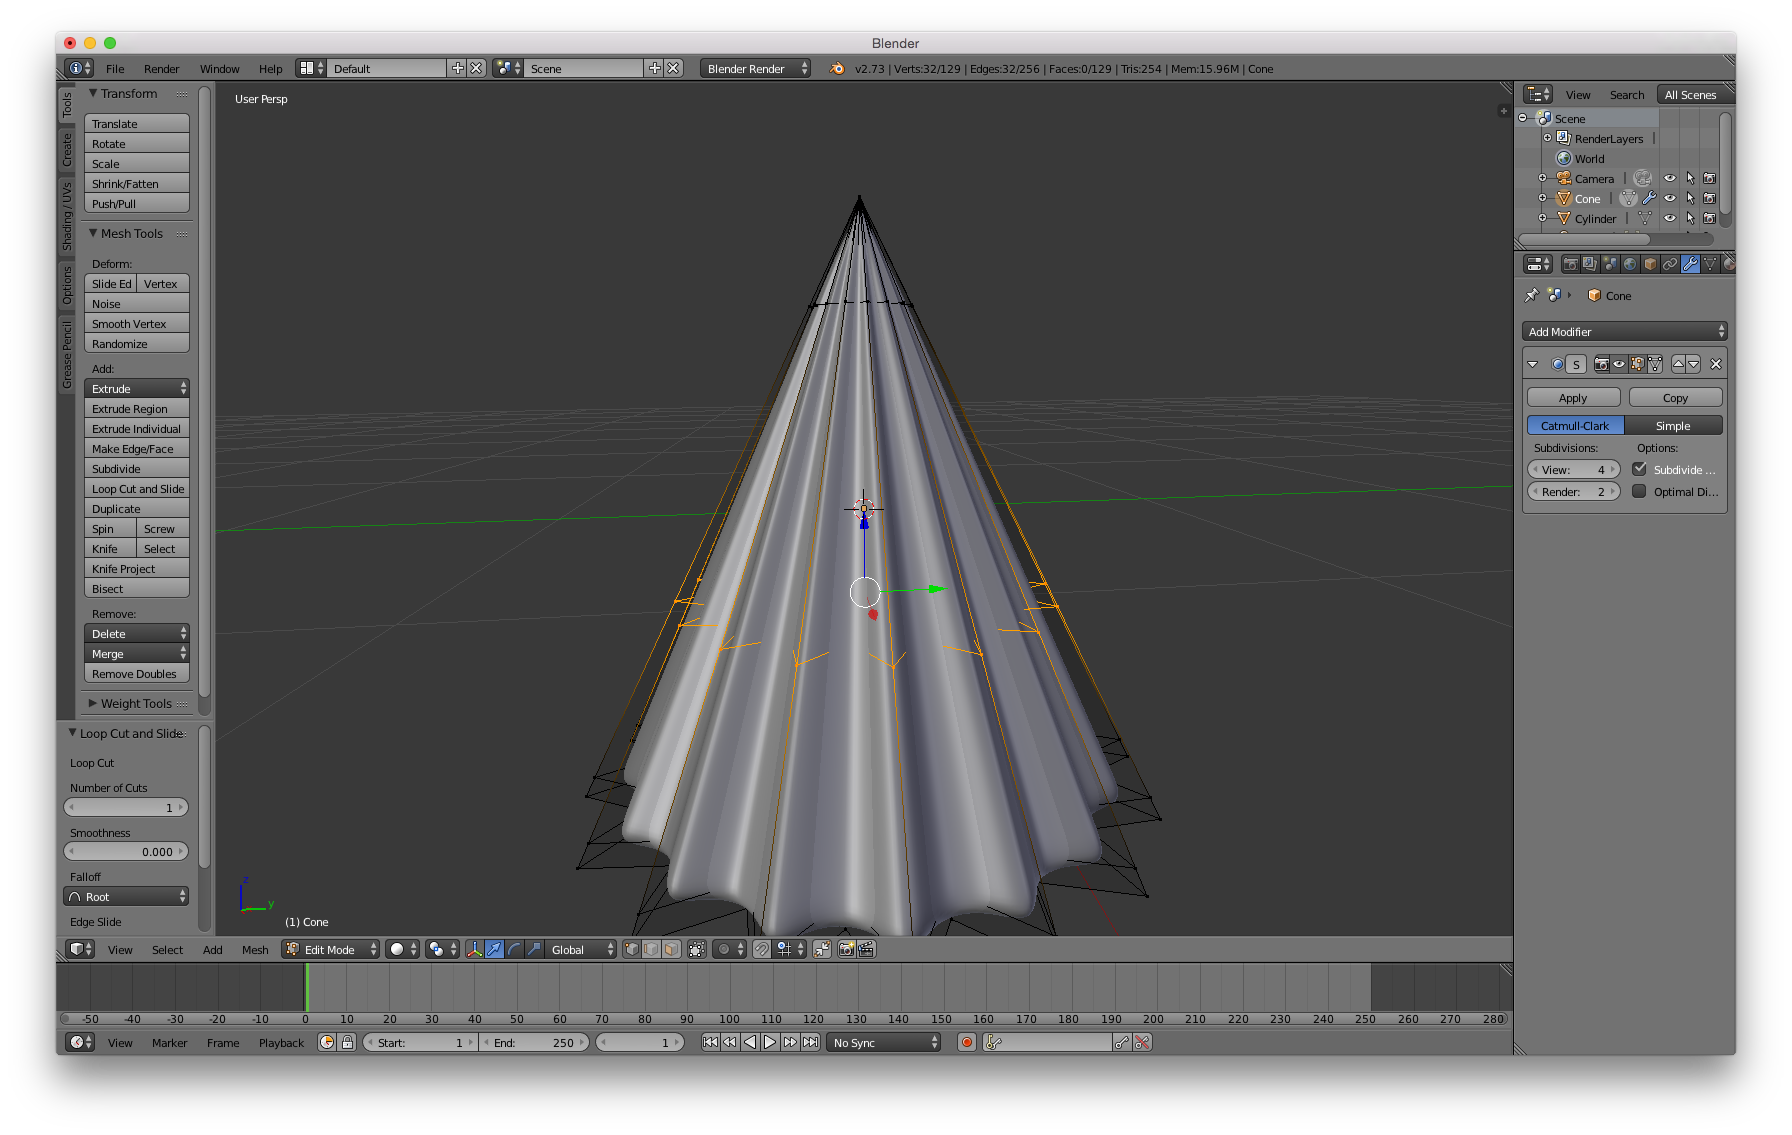 Blender
File Render Window Help Default Scene Blender Render v2.73 | Verts:32/129 | Edges:32/256 | Faces:0/129 | Tris:254 | Mem:15.96M | Cone
Tools
Create
Shading / UVs
Options
Grease Pencil
Transform
Translate
Rotate
Scale
Shrink/Fatten
Push/Pull
Mesh Tools
Deform:
Slide Ed Vertex
Noise
Smooth Vertex
Randomize
Add:
Extrude
Extrude Region
Extrude Individual
Make Edge/Face
Subdivide
Loop Cut and Slide
Duplicate
Spin Screw
Knife Select
Knife Project
Bisect
Remove:
Delete
Merge
Remove Doubles
Weight Tools
Loop Cut and Slide
Loop Cut
Number of Cuts
1
Smoothness
0.000
Falloff
Root
Edge Slide
User Persp
z
y
(1) Cone
View Search All Scenes
Scene
RenderLayers
World
Camera
Cone
Cylinder
Cone
Add Modifier
S
Apply Copy
Catmull-Clark Simple
Subdivisions: Options:
View: 4 Subdivide ...
Render: 2 Optimal Di...
View Select Add Mesh Edit Mode Global
-50 -40 -30 -20 -10 0 10 20 30 40 50 60 70 80 90 100 110 120 130 140 150 160 170 180 190 200 210 220 230 240 250 260 270 280
View Marker Frame Playback Start: 1 End: 250 1 No Sync